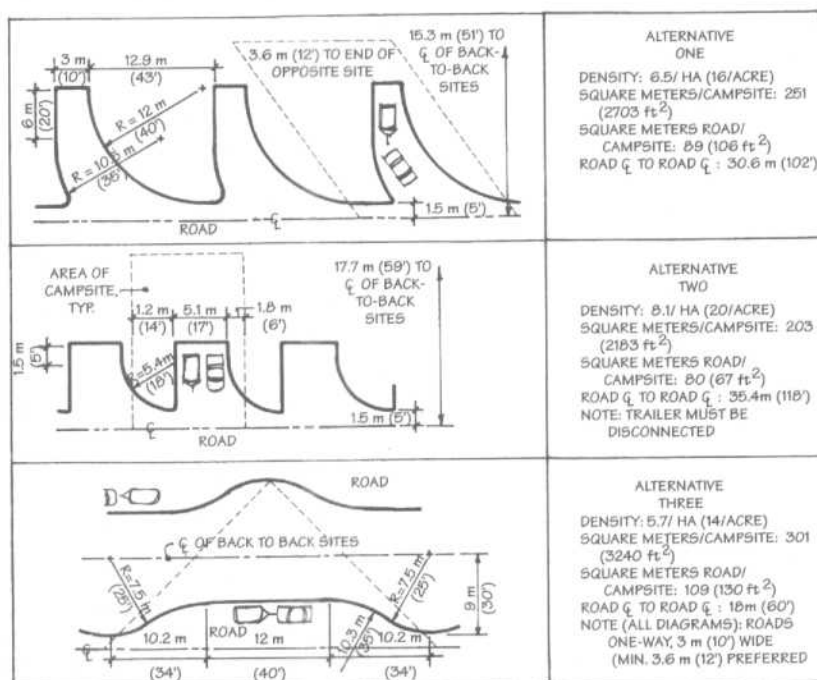 3 m
(10')
12.9 m
(43')
3.6 m (12') TO END OF
OPPOSITE SITE
15.3 m (51') TO
℄ OF BACK-
TO-BACK
SITES
6 m
(20')
R = 12 m
(40')
R = 10.5 m
(35')
1.5 m (5')
℄
ROAD
ALTERNATIVE
ONE
DENSITY: 6.5/ HA (16/ACRE)
SQUARE METERS/CAMPSITE: 251
(2703 ft²)
SQUARE METERS ROAD/
CAMPSITE: 89 (106 ft²)
ROAD ℄ TO ROAD ℄ : 30.6 m (102')
AREA OF
CAMPSITE,
TYP.
17.7 m (59') TO
℄ OF BACK-
TO-BACK
SITES
1.2 m
(14')
5.1 m
(17')
1.8 m
(6')
1.5 m
(5')
R=5.4m
(18')
1.5 m (5')
℄
ROAD
ALTERNATIVE
TWO
DENSITY: 8.1/ HA (20/ACRE)
SQUARE METERS/CAMPSITE: 203
(2183 ft²)
SQUARE METERS ROAD/
CAMPSITE: 80 (67 ft²)
ROAD ℄ TO ROAD ℄ : 35.4m (118')
NOTE: TRAILER MUST BE
DISCONNECTED
ROAD
℄ OF BACK TO BACK SITES
R=7.5 m
(25')
R=7.5 m
(25')
9 m
(30')
10.3 m
(35')
ROAD
℄
10.2 m
(34')
12 m
(40')
10.2 m
(34')
ALTERNATIVE
THREE
DENSITY: 5.7/ HA (14/ACRE)
SQUARE METERS/CAMPSITE: 301
(3240 ft²)
SQUARE METERS ROAD/
CAMPSITE: 109 (130 ft²)
ROAD ℄ TO ROAD ℄ : 18m (60')
NOTE (ALL DIAGRAMS): ROADS
ONE-WAY, 3 m (10') WIDE
(MIN. 3.6 m (12') PREFERRED